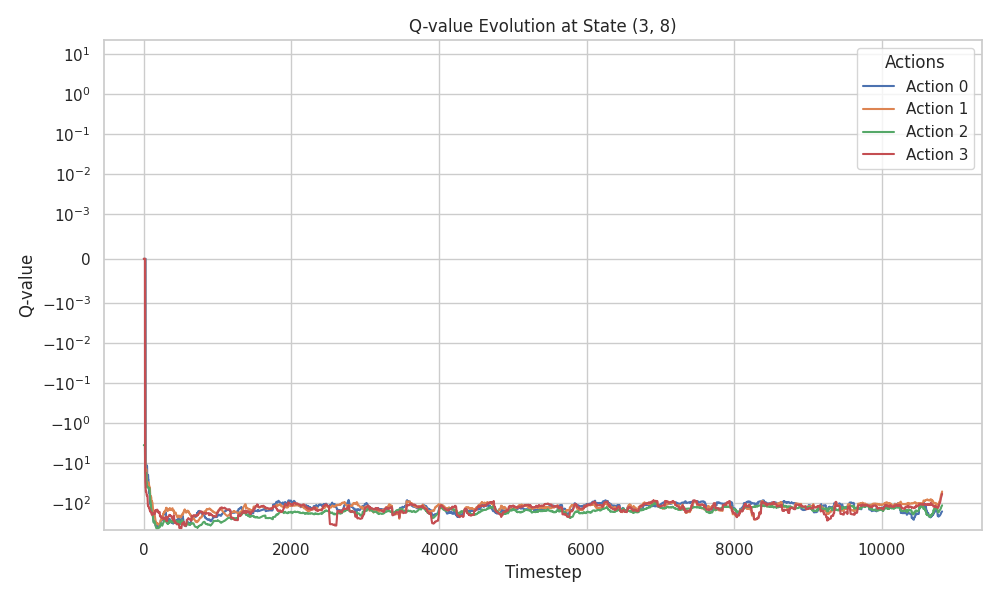 Q-value Evolution at State (3, 8)
Q-value
10¹
10⁰
10⁻¹
10⁻²
10⁻³
0
−10⁻³
−10⁻²
−10⁻¹
−10⁰
−10¹
−10²
Actions
Action 0
Action 1
Action 2
Action 3
0 2000 4000 6000 8000 10000
Timestep